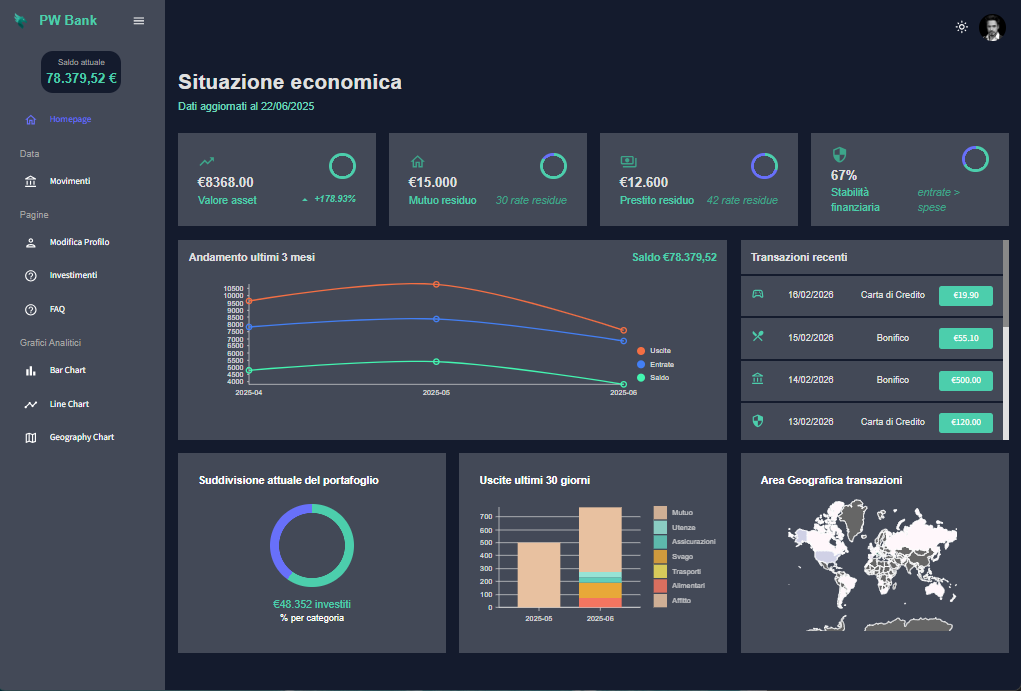 PW Bank
Saldo attuale
78.379,52 €
Homepage
Data
Movimenti
Pagine
Modifica Profilo
Investimenti
FAQ
Grafici Analitici
Bar Chart
Line Chart
Geography Chart
Situazione economica
Dati aggiornati al 22/06/2025
€8368.00
Valore asset
+178.93%
€15.000
Mutuo residuo
30 rate residue
€12.600
Prestito residuo
42 rate residue
67%
Stabilità
finanziaria
entrate >
spese
Andamento ultimi 3 mesi
Saldo €78.379,52
10500
10000
9500
9000
8500
8000
7500
7000
6500
6000
5500
5000
4500
4000
2025-04
2025-05
2025-06
Uscite
Entrate
Saldo
Transazioni recenti
16/02/2026 Carta di Credito €19.90
15/02/2026 Bonifico €55.10
14/02/2026 Bonifico €500.00
13/02/2026 Carta di Credito €120.00
Suddivisione attuale del portafoglio
€48.352 investiti
% per categoria
Uscite ultimi 30 giorni
700
600
500
400
300
200
100
0
2025-05
2025-06
Mutuo
Utenze
Assicurazioni
Svago
Trasporti
Alimentari
Affitto
Area Geografica transazioni